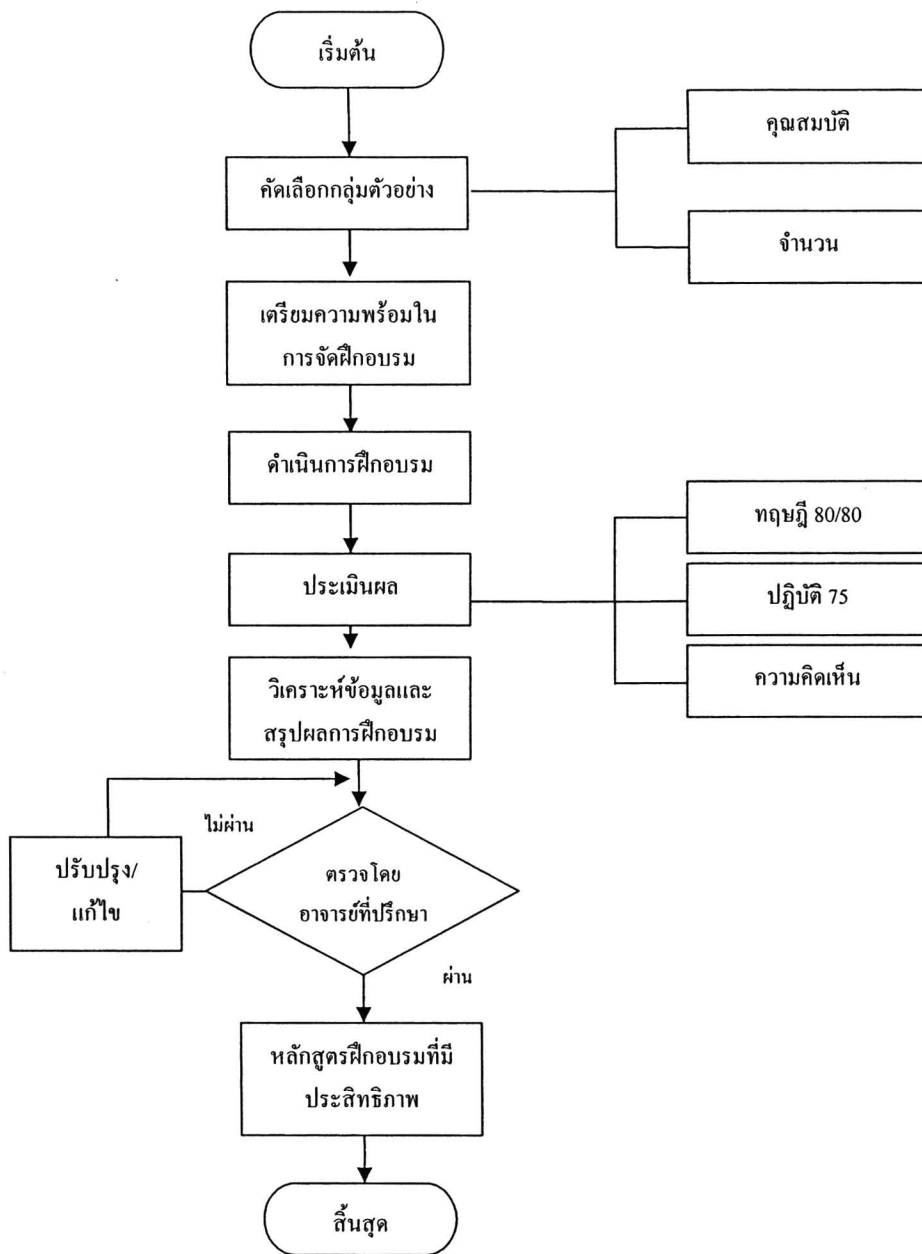 เริ่มต้น
คัดเลือกกลุ่มตัวอย่าง
คุณสมบัติ
จำนวน
เตรียมความพร้อมใน
การจัดฝึกอบรม
ดำเนินการฝึกอบรม
ประเมินผล
ทฤษฎี 80/80
ปฏิบัติ 75
ความคิดเห็น
วิเคราะห์ข้อมูลและ
สรุปผลการฝึกอบรม
ไม่ผ่าน
ปรับปรุง/
แก้ไข
ตรวจโดย
อาจารย์ที่ปรึกษา
ผ่าน
หลักสูตรฝึกอบรมที่มี
ประสิทธิภาพ
สิ้นสุด